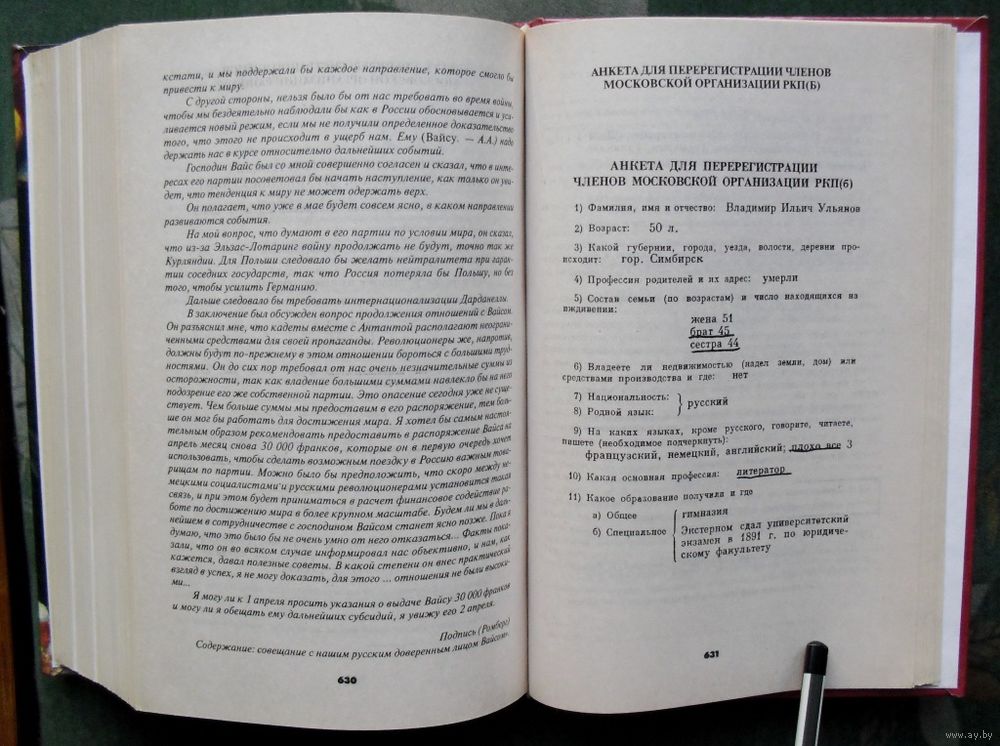 кстати, и мы поддержали бы каждое направление, которое смогло бы
привести к миру.
С другой стороны, нельзя было бы от нас требовать во время войны,
чтобы мы бездеятельно наблюдали бы как в России обосновывается и уси-
ливается новый режим, если мы не получили определенное доказательство
того, что этого не происходит в ущерб нам. Ему (Вайсу. — А.А.) надо
держать нас в курсе относительно дальнейших событий.
Господин Вайс был со мной совершенно согласен и сказал, что в инте-
ресах его партии посоветовал бы начать наступление, как только он уви-
дет, что тенденция к миру не может одержать верх.
Он полагает, что уже в мае будет совсем ясно, в каком направлении
развиваются события.
На мой вопрос, что думают в его партии по условии мира, он сказал,
что из-за Эльзас-Лотаринг войну продолжать не будут, точно так же
Курляндии. Для Польши следовало бы желать нейтралитета при гаран-
тии соседних государств, так что Россия потеряла бы Польшу, но без
того, чтобы усилить Германию.
Дальше следовало бы требовать интернационализации Дарданеллы.
В заключение был обсужден вопрос продолжения отношений с Вайсом.
Он разъяснил мне, что кадеты вместе с Антантой располагают неограни-
ченными средствами для своей пропаганды. Революционеры же, напротив,
должны будут по-прежнему в этом отношении бороться с большими труд-
ностями. Он до сих пор требовал от нас очень незначительные суммы из
осторожности, так как владение большими суммами навлекло бы на него
подозрение его же собственной партии. Это опасение сегодня уже не суще-
ствует. Чем больше суммы мы предоставим в его распоряжение, тем боль-
ше он мог бы работать для достижения мира. Я хотел бы самым настоя-
тельным образом рекомендовать предоставить в распоряжение Вайса на
апрель месяц снова 30 000 франков, которые он в первую очередь хочет
использовать, чтобы сделать возможным поездку в Россию важным това-
рищам по партии. Можно было бы предположить, что скоро между не-
мецкими социалистами и русскими революционерами установится такая
связь, и при этом будет приниматься в расчет финансовое содействие ра-
боте по достижению мира в более крупном масштабе. Будем ли мы в даль-
нейшем в сотрудничестве с господином Вайсом станет ясно позже. Пока я
думаю, что это было бы не очень умно от него отказаться... Факты пока-
зали, что он во всяком случае информировал нас объективно, и нам, как
кажется, давал полезные советы. В какой степени он внес практический
взгляд в успех, я не могу доказать, для этого ... отношения не были высоки-
ми...
Я могу ли к 1 апреля просить указания о выдаче Вайсу 30 000 франков
и могу ли я обещать ему дальнейших субсидий, я увижу его 2 апреля.
Подпись (Ромберг)
Содержание: совещание с нашим русским доверенным лицом Вайсом.
630
АНКЕТА ДЛЯ ПЕРЕРЕГИСТРАЦИИ ЧЛЕНОВ
МОСКОВСКОЙ ОРГАНИЗАЦИИ РКП(Б)
АНКЕТА ДЛЯ ПЕРЕРЕГИСТРАЦИИ
ЧЛЕНОВ МОСКОВСКОЙ ОРГАНИЗАЦИИ РКП(б)
1) Фамилия, имя и отчество: Владимир Ильич Ульянов
2) Возраст: 50 л.
3) Какой губернии, города, уезда, волости, деревни про-
исходит: гор. Симбирск
4) Профессия родителей и их адрес: умерли
5) Состав семьи (по возрастам) и число находящихся на
иждивении:
жена 51
брат 45
сестра 44
6) Владеете ли недвижимостью (надел земли, дом) или
средствами производства и где: нет
7) Национальность:
8) Родной язык: } русский
9) На каких языках, кроме русского, говорите, читаете,
пишете (необходимое подчеркнуть):
французский, немецкий, английский; плохо все 3
10) Какая основная профессия: литератор
11) Какое образование получили и где
а) Общее { гимназия
б) Специальное { Экстерном сдал университетский
экзамен в 1891 г. по юридиче-
скому факультету
631
www.ay.by